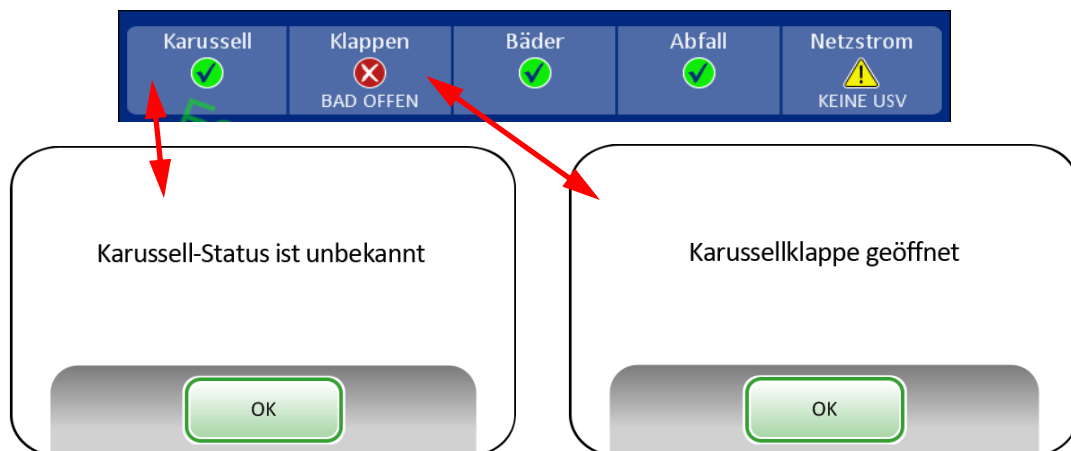 Karussell
Klappen
Bäder
Abfall
Netzstrom
BAD OFFEN
KEINE USV
Karussell-Status ist unbekannt
Karussellklappe geöffnet
OK
OK